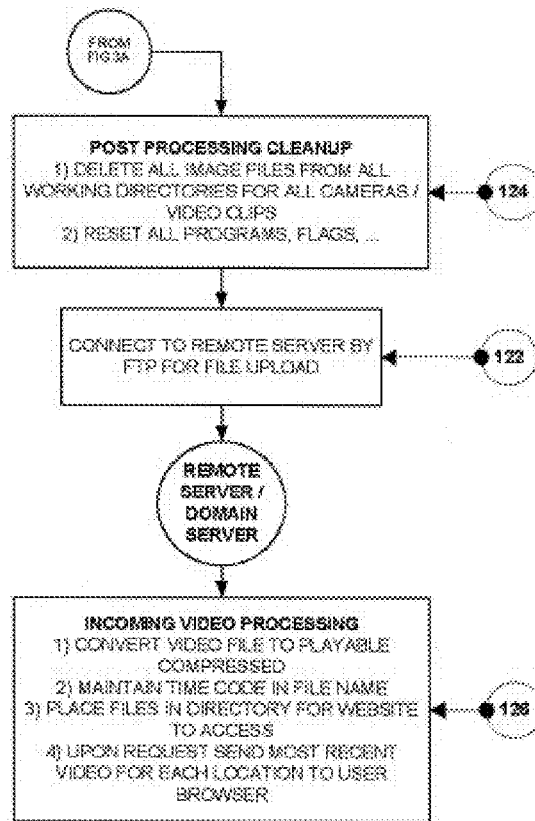 FROM
FIG.3A
POST PROCESSING CLEANUP
1) DELETE ALL IMAGE FILES FROM ALL
WORKING DIRECTORIES FOR ALL CAMERAS /
VIDEO CLIPS
2) RESET ALL PROGRAMS, FLAGS, ...
124
CONNECT TO REMOTE SERVER BY
FTP FOR FILE UPLOAD
122
REMOTE
SERVER /
DOMAIN
SERVER
INCOMING VIDEO PROCESSING
1) CONVERT VIDEO FILE TO PLAYABLE
COMPRESSED
2) MAINTAIN TIME CODE IN FILE NAME
3) PLACE FILES IN DIRECTORY FOR WEBSITE
TO ACCESS
4) UPON REQUEST SEND MOST RECENT
VIDEO FOR EACH LOCATION TO USER
BROWSER
126